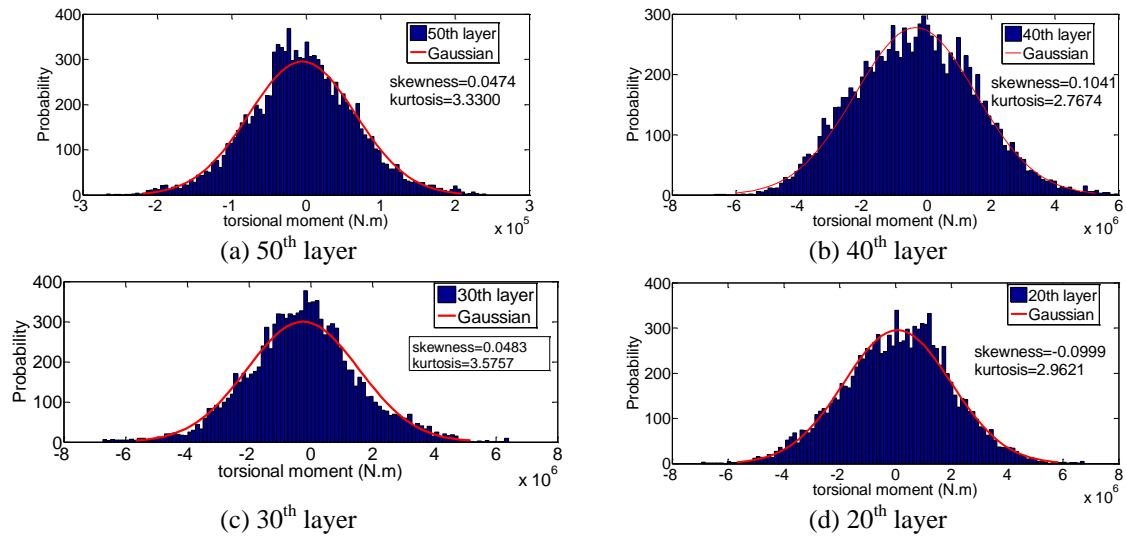 400
300
200
100
0
Probability
50th layer
Gaussian
skewness=0.0474
kurtosis=3.3300
-3 -2 -1 0 1 2 3
torsional moment (N.m)
x 10^5
(a) 50th layer
300
200
100
0
Probability
40th layer
Gaussian
skewness=0.1041
kurtosis=2.7674
-8 -6 -4 -2 0 2 4 6
torsional moment (N.m)
x 10^6
(b) 40th layer
400
300
200
100
0
Probability
30th layer
Gaussian
skewness=0.0483
kurtosis=3.5757
-8 -6 -4 -2 0 2 4 6 8
torsional moment (N.m)
x 10^6
(c) 30th layer
400
300
200
100
0
Probability
20th layer
Gaussian
skewness=-0.0999
kurtosis=2.9621
-8 -6 -4 -2 0 2 4 6 8
torsional moment (N.m)
x 10^6
(d) 20th layer